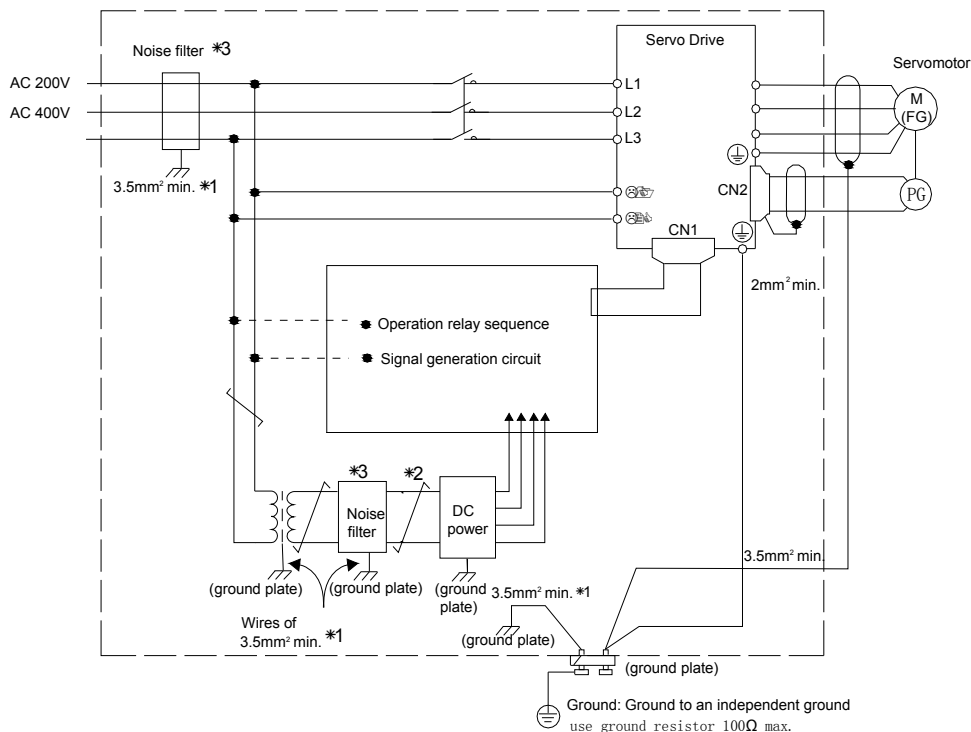 Noise filter *3
Servo Drive
Servomotor
AC 200V
AC 400V
L1
L2
L3
M
(FG)
3.5mm² min. *1
CN2
PG
CN1
2mm² min.
Operation relay sequence
Signal generation circuit
*3
*2
Noise
filter
DC
power
3.5mm² min.
(ground plate)
(ground plate)
(ground
plate)
3.5mm² min. *1
Wires of
3.5mm² min. *1
(ground plate)
(ground plate)
Ground: Ground to an independent ground
use ground resistor 100Ω max.